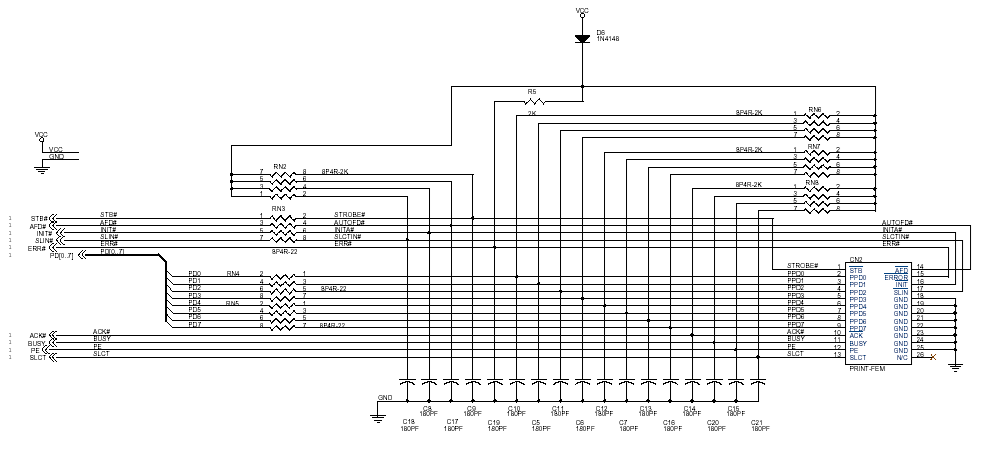 VCC
D6
1N4148
R5
2K
8P4R-2K
1 RN6 2
3 4
5 6
7 8
8P4R-2K
1 RN7 2
3 4
5 6
7 8
8P4R-2K
1 RN8 2
3 4
5 6
7 8
VCC
VCC
GND
RN2
7 8 8P4R-2K
5 6
3 4
1 2
RN3
1 STB# STB# 1 2 STROBE#
1 AFD# AFD# 3 4 AUTOFD# AUTOFD#
1 INIT# INIT# 5 6 INITA# INITA#
1 SLIN# SLIN# 7 8 SLCTIN# SLCTIN#
1 ERR# ERR# ERR# ERR#
1 PD[0..7] PD[0..7] 8P4R-22
CN2
STROBE# 1 STB AFD 14
PD0 RN4 2 1 PPD0 2 PPD0 ERROR 15
PD1 4 3 PPD1 3 PPD1 INIT 16
PD2 6 5 8P4R-22 PPD2 4 PPD2 SLIN 17
PD3 8 7 PPD3 5 PPD3 GND 18
PD4 RN5 2 1 PPD4 6 PPD4 GND 19
PD5 4 3 PPD5 7 PPD5 GND 20
PD6 6 5 PPD6 8 PPD6 GND 21
PD7 8 7 8P4R-22 PPD7 9 PPD7 GND 22
1 ACK# ACK# ACK# 10 ACK GND 23
1 BUSY BUSY BUSY 11 BUSY GND 24
1 PE PE PE 12 PE GND 25
1 SLCT SLCT SLCT 13 SLCT N/C 26
PRINT-FEM
GND
C8 C9 C10 C11 C12 C13 C14 C15
180PF 180PF 180PF 180PF 180PF 180PF 180PF 180PF
C18 C17 C19 C5 C6 C7 C16 C20 C21
180PF 180PF 180PF 180PF 180PF 180PF 180PF 180PF 180PF